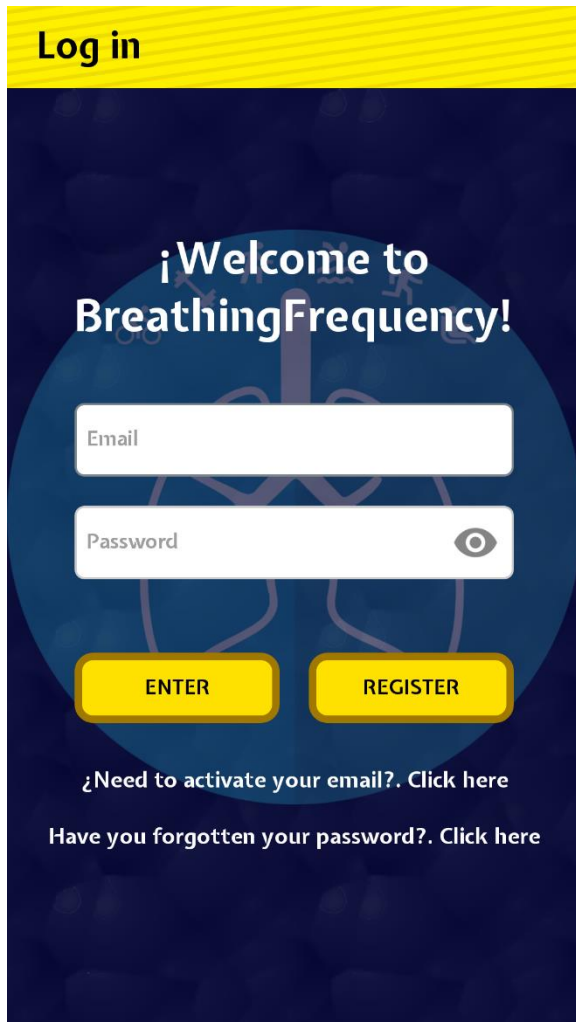 Log in
¡Welcome to
BreathingFrequency!
Email
Password
ENTER
REGISTER
¿Need to activate your email?. Click here
Have you forgotten your password?. Click here